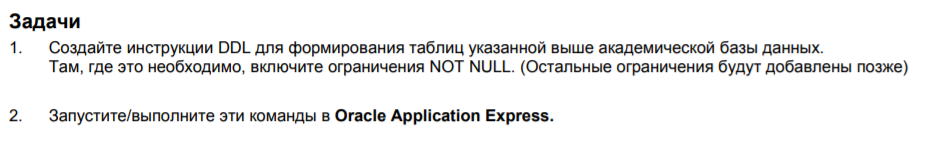 Задачи
1. Создайте инструкции DDL для формирования таблиц указанной выше академической базы данных.
Там, где это необходимо, включите ограничения NOT NULL. (Остальные ограничения будут добавлены позже)
2. Запустите/выполните эти команды в Oracle Application Express.